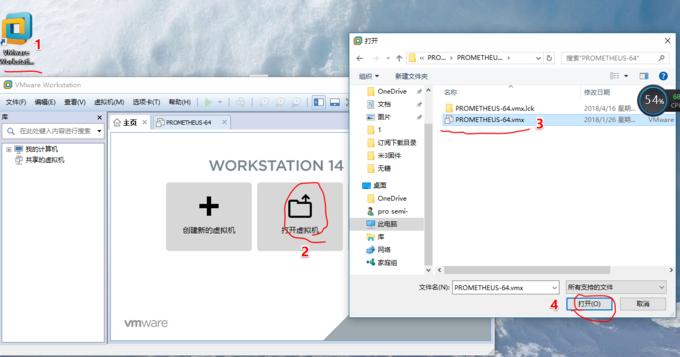 1
VMware
Workstati...
VMware Workstation
文件(F) 编辑(E) 查看(V) 虚拟机(M) 选项卡(T) 帮助(H)
库
在此处键入内容进行搜索
我的计算机
共享的虚拟机
主页
PROMETHEUS-64
WORKSTATION 14
创建新的虚拟机
打开虚拟机
2
vmware
打开
PRO...
PROMETHEU...
搜索"PROMETHEUS-64"
组织
新建文件夹
名称
修改日期
OneDrive
文档
图片
1
订阅下载目录
米3固件
无糖
桌面
OneDrive
pro semi-
此电脑
库
网络
家庭组
PROMETHEUS-64.vmx.lck
2018/4/16 星期...
PROMETHEUS-64.vmx
2018/1/26 星期...
VMware
3
54%
文件名(N):
PROMETHEUS-64.vmx
所有支持的文件
4
打开(O)
取消